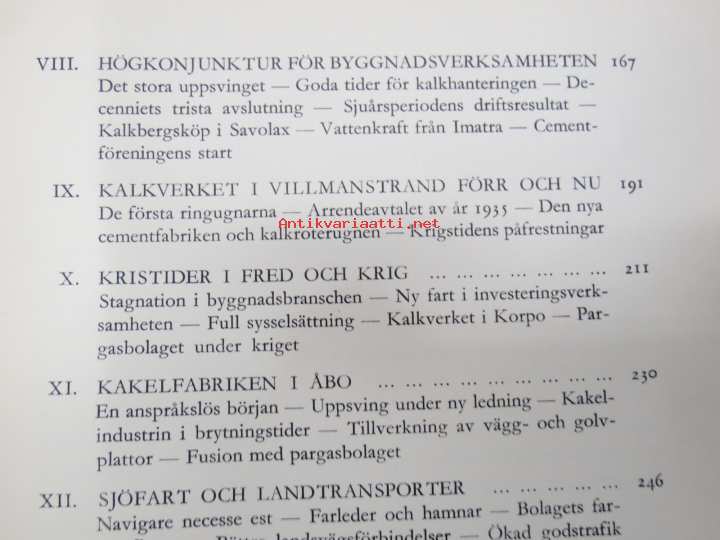 VIII. HÖGKONJUNKTUR FÖR BYGGNADSVERKSAMHETEN 167
Det stora uppsvinget — Goda tider för kalkhanteringen — De-
cenniets trista avslutning — Sjuårsperiodens driftsresultat —
Kalkbergsköp i Savolax — Vattenkraft från Imatra — Cement-
föreningens start
IX. KALKVERKET I VILLMANSTRAND FÖRR OCH NU 191
De första ringugnarna — Arrendeavtalet av år 1935 — Den nya
Antikvariaatti.net
cementfabriken och kalkroterugnen — Krigstidens påfrestningar
X. KRISTIDER I FRED OCH KRIG ... ... ... ... ... ... ... 211
Stagnation i byggnadsbranschen — Ny fart i investeringsverk-
samheten — Full sysselsättning — Kalkverket i Korpo — Par-
gasbolaget under kriget
XI. KAKELFABRIKEN I ÅBO ... ... ... ... ... ... ... ... ... 230
En anspråkslös början — Uppsving under ny ledning — Kakel-
industrin i brytningstider — Tillverkning av vägg- och golv-
plattor — Fusion med pargasbolaget
XII. SJÖFART OCH LANDTRANSPORTER ... ... ... ... ... 246
Navigare necesse est — Farleder och hamnar — Bolagets far-
landsvägsförbindelser — Ökad godstrafik